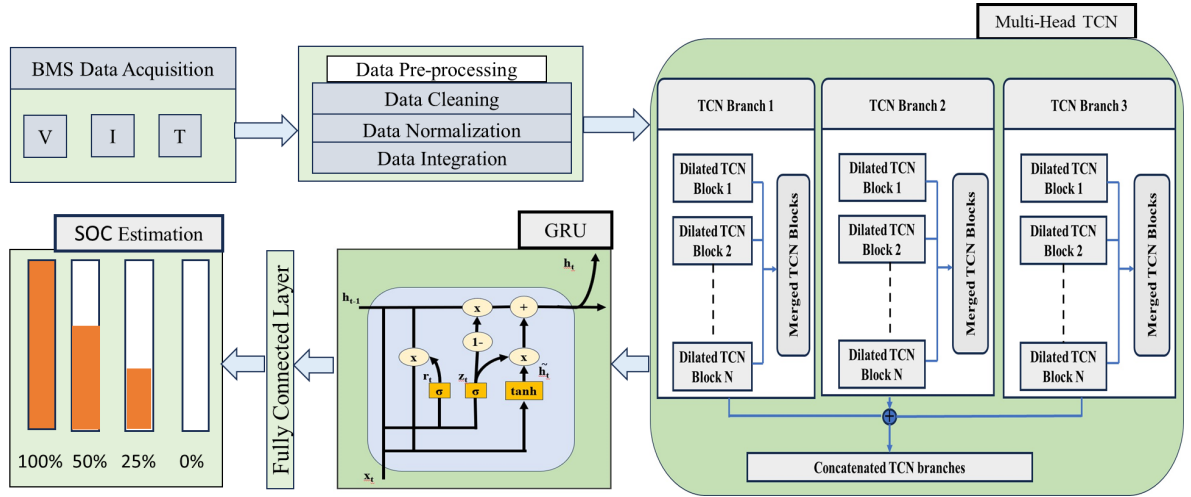 Multi-Head TCN
BMS Data Acquisition
V I T
Data Pre-processing
Data Cleaning
Data Normalization
Data Integration
TCN Branch 1
Dilated TCN
Block 1
Dilated TCN
Block 2
Dilated TCN
Block N
Merged TCN Blocks
TCN Branch 2
Dilated TCN
Block 1
Dilated TCN
Block 2
Dilated TCN
Block N
Merged TCN Blocks
TCN Branch 3
Dilated TCN
Block 1
Dilated TCN
Block 2
Dilated TCN
Block N
Merged TCN Blocks
+
Concatenated TCN branches
GRU
h_t
h_{t-1}
x +
1-
x x
r_t z_t h̃_t
σ σ tanh
x_t
Fully Connected Layer
SOC Estimation
100% 50% 25% 0%